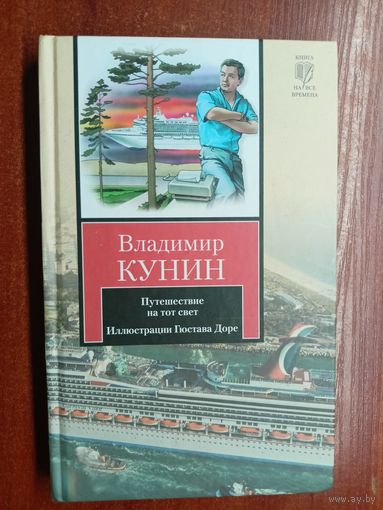 КНИГА
НА ВСЕ
ВРЕМЕНА
Владимир
КУНИН
Путешествие
на тот свет
Иллюстрации Гюстава Доре
www.ay.by